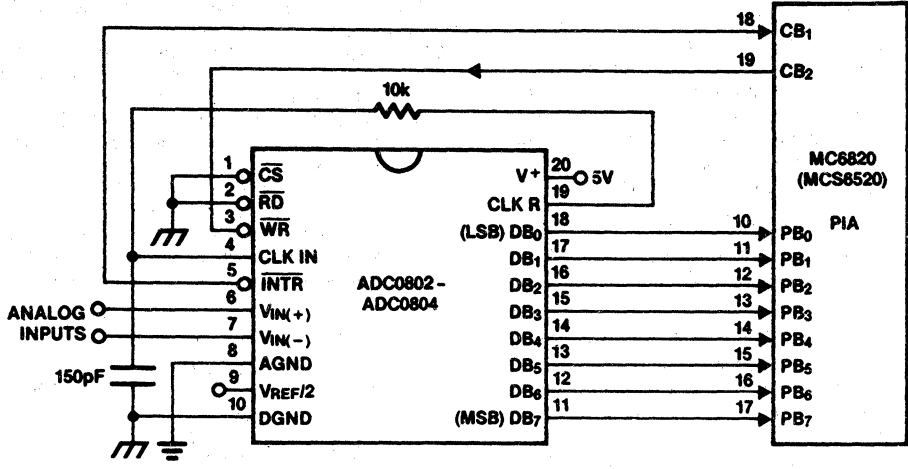 18 CB1
19 CB2
10k
MC6820
(MCS6520)
PIA
1 CS
2 RD
3 WR
4 CLK IN
5 INTR
6 VIN(+)
7 VIN(−)
8 AGND
9 VREF/2
10 DGND
ANALOG
INPUTS
150pF
ADC0802 –
ADC0804
V+ 20 5V
CLK R 19
(LSB) DB0 18 10 PB0
DB1 17 11 PB1
DB2 16 12 PB2
DB3 15 13 PB3
DB4 14 14 PB4
DB5 13 15 PB5
DB6 12 16 PB6
(MSB) DB7 11 17 PB7